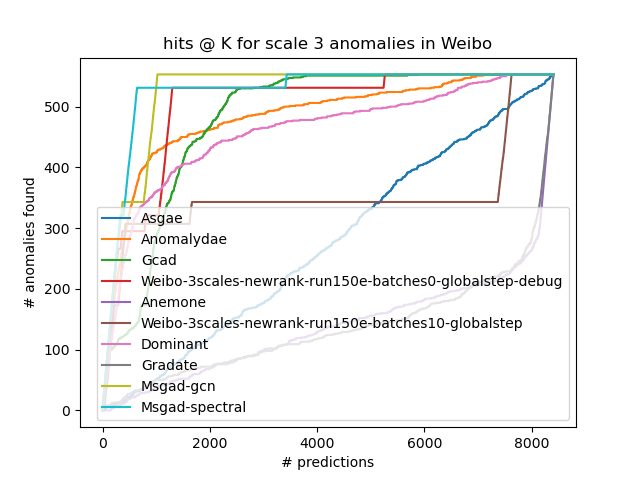 hits @ K for scale 3 anomalies in Weibo
# anomalies found
500
400
300
200
100
0
Asgae
Anomalydae
Gcad
Weibo-3scales-newrank-run150e-batches0-globalstep-debug
Anemone
Weibo-3scales-newrank-run150e-batches10-globalstep
Dominant
Gradate
Msgad-gcn
Msgad-spectral
0 2000 4000 6000 8000
# predictions